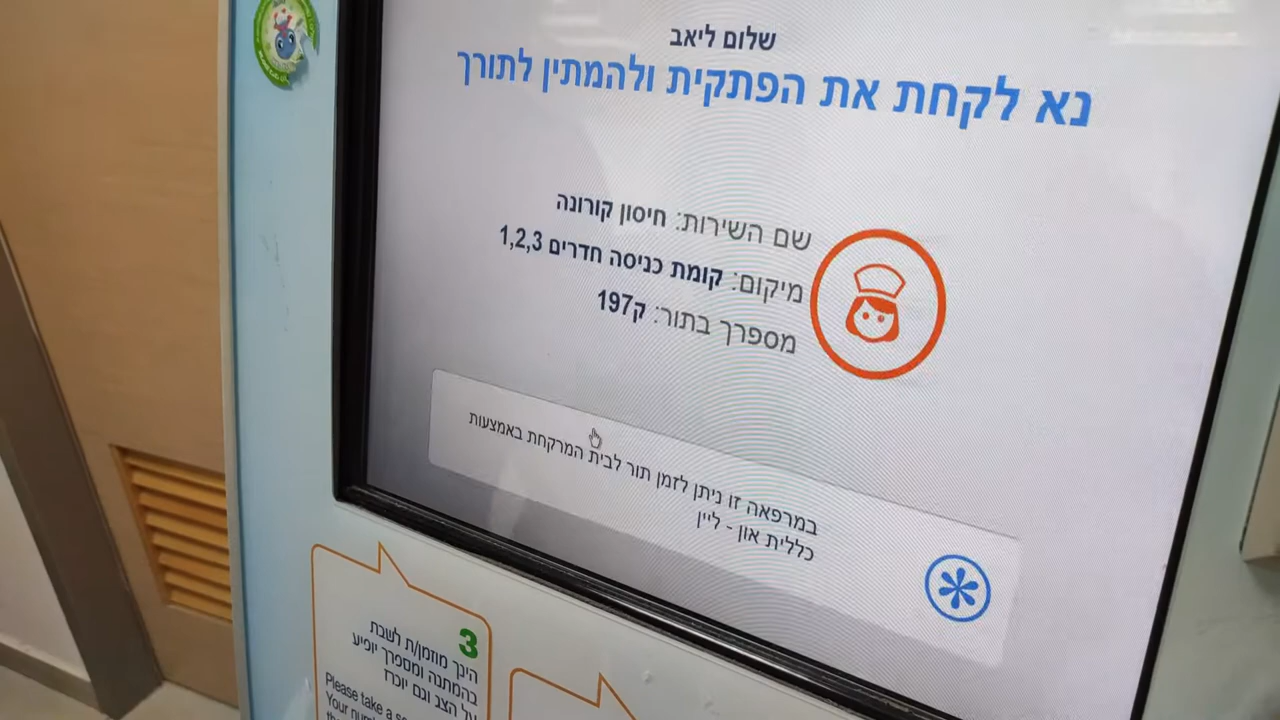 שלום ליאב
נא לקחת את הפתקית ולהמתין לתורך
שם השירות: חיסון קורונה
מיקום: קומת כניסה חדרים 1,2,3
מספרך בתור: ק197
במרפאה זו ניתן לזמן תור לבית המרקחת באמצעות
כללית און - ליין
3
הינך מוזמן/ת לשבת
בהמתנה ומספרך יופיע
על הצג וגם יוכרז
Please take a
Your